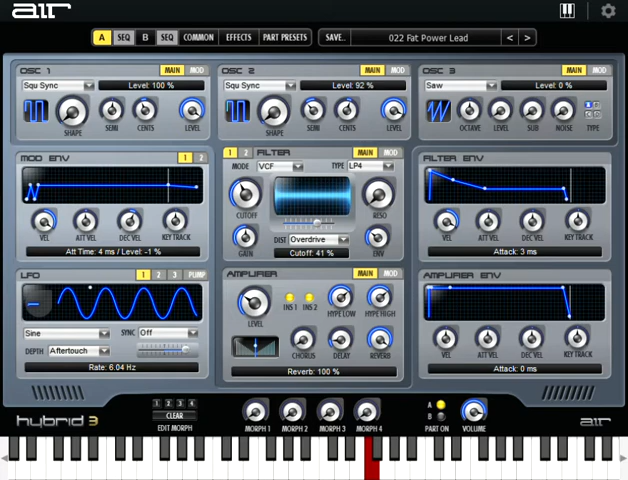 aır
A SEQ B SEQ COMMON EFFECTS PART PRESETS SAVE.. 022 Fat Power Lead < >
OSC 1 MAIN MOD
Squ Sync Level: 100 %
SHAPE SEMI CENTS LEVEL
OSC 2 MAIN MOD
Squ Sync Level: 92 %
SHAPE SEMI CENTS LEVEL
OSC 3 MAIN MOD
Saw Level: 0 %
OCTAVE LEVEL SUB NOISE TYPE
MOD ENV 1 2
VEL ATT VEL DEC VEL KEY TRACK
Att Time: 4 ms / Level: -1 %
1 2 FILTER MAIN MOD
MODE VCF TYPE LP4
CUTOFF RESO
GAIN DIST Overdrive ENV
Cutoff: 41 %
FILTER ENV
VEL ATT VEL DEC VEL KEY TRACK
Attack: 3 ms
LFO 1 2 3 PUMP
Sine SYNC Off
DEPTH Aftertouch
Rate: 6.04 Hz
AMPLIFIER MAIN MOD
LEVEL INS 1 INS 2 HYPE LOW HYPE HIGH
CHORUS DELAY REVERB
Reverb: 100 %
AMPLIFIER ENV
VEL ATT VEL DEC VEL KEY TRACK
Attack: 0 ms
hybrid 3
1 2 3 4
CLEAR
EDIT MORPH
MORPH 1 MORPH 2 MORPH 3 MORPH 4
A
B
PART ON VOLUME
aır